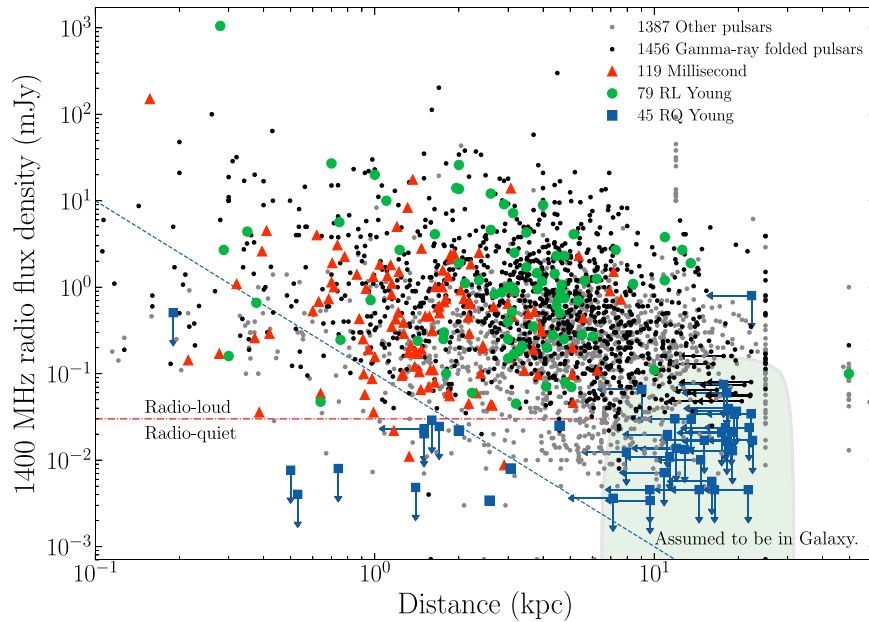 1387 Other pulsars
1456 Gamma-ray folded pulsars
119 Millisecond
79 RL Young
45 RQ Young
10³
10²
10¹
10⁰
10⁻¹
10⁻²
10⁻³
1400 MHz radio flux density (mJy)
Radio-loud
Radio-quiet
Assumed to be in Galaxy.
10⁻¹ 10⁰ 10¹
Distance (kpc)